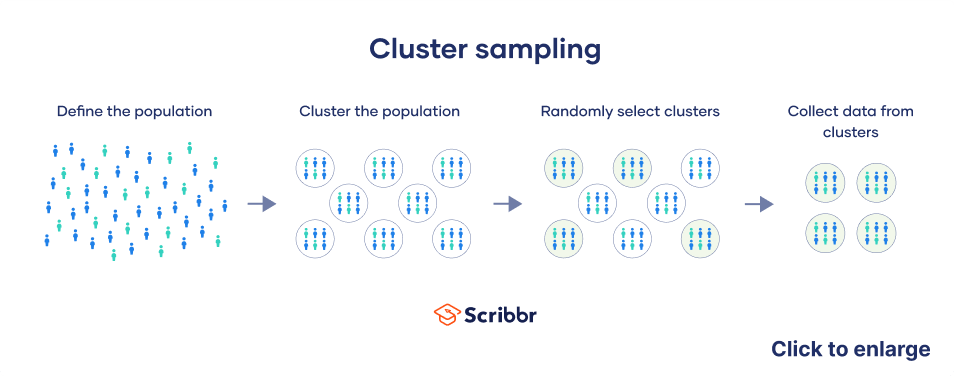 Cluster sampling
Define the population
Cluster the population
Randomly select clusters
Collect data from
clusters
Scribbr
Click to enlarge